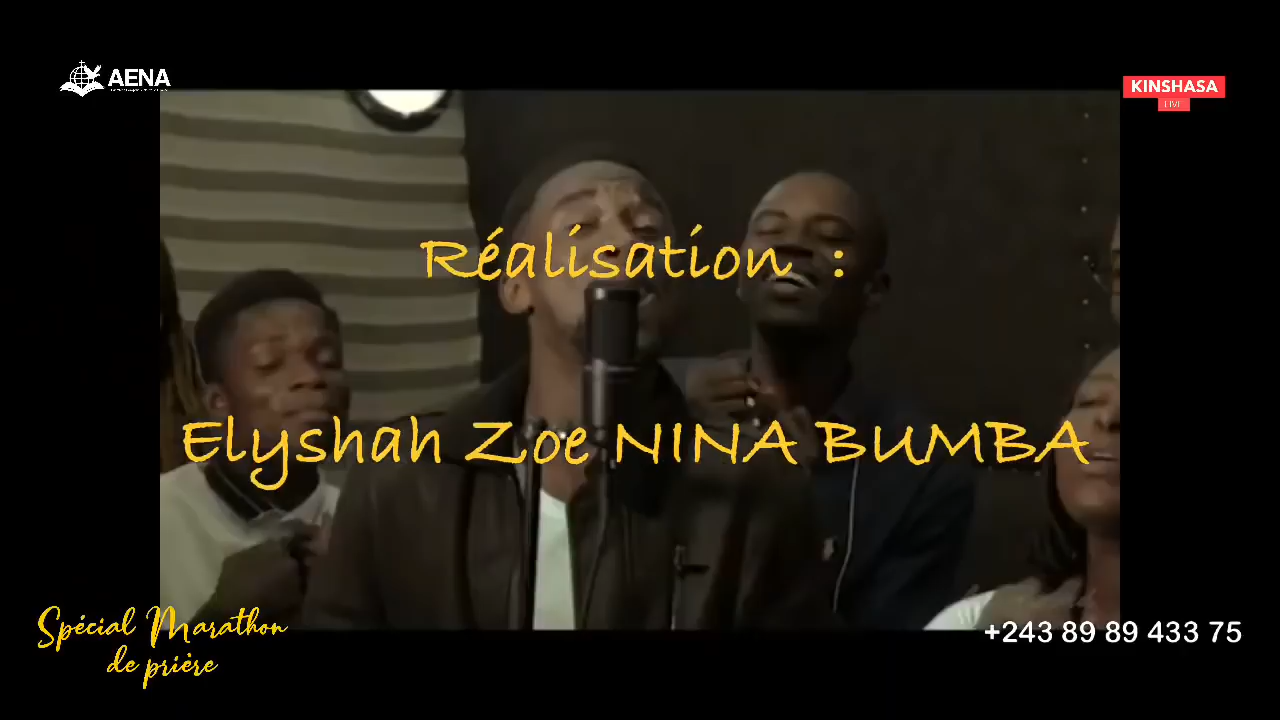 AENA
KINSHASA
LIVE
Réalisation :
Elyshah Zoe NINA BUMBA
Spécial Marathon
de prière
+243 89 89 433 75